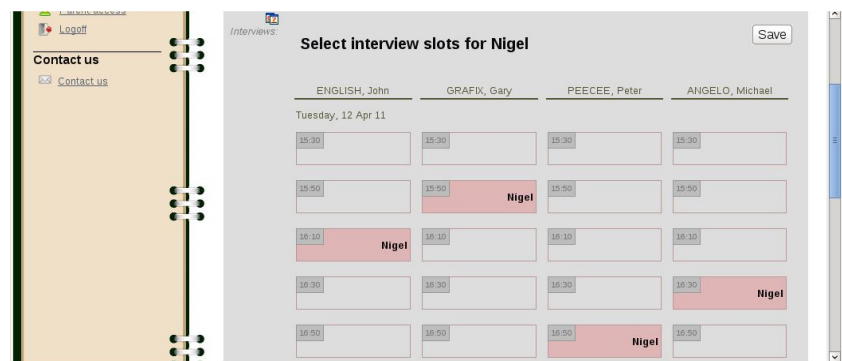 Parent access
Logoff
Contact us
Contact us
Interviews:
Select interview slots for Nigel
Save
ENGLISH, John GRAFIX, Gary PEECEE, Peter ANGELO, Michael
Tuesday, 12 Apr 11
15:30 15:30 15:30 15:30
15:50 15:50 Nigel 15:50 15:50
16:10 Nigel 16:10 16:10 16:10
16:30 16:30 16:30 16:30 Nigel
16:50 16:50 16:50 Nigel 16:50